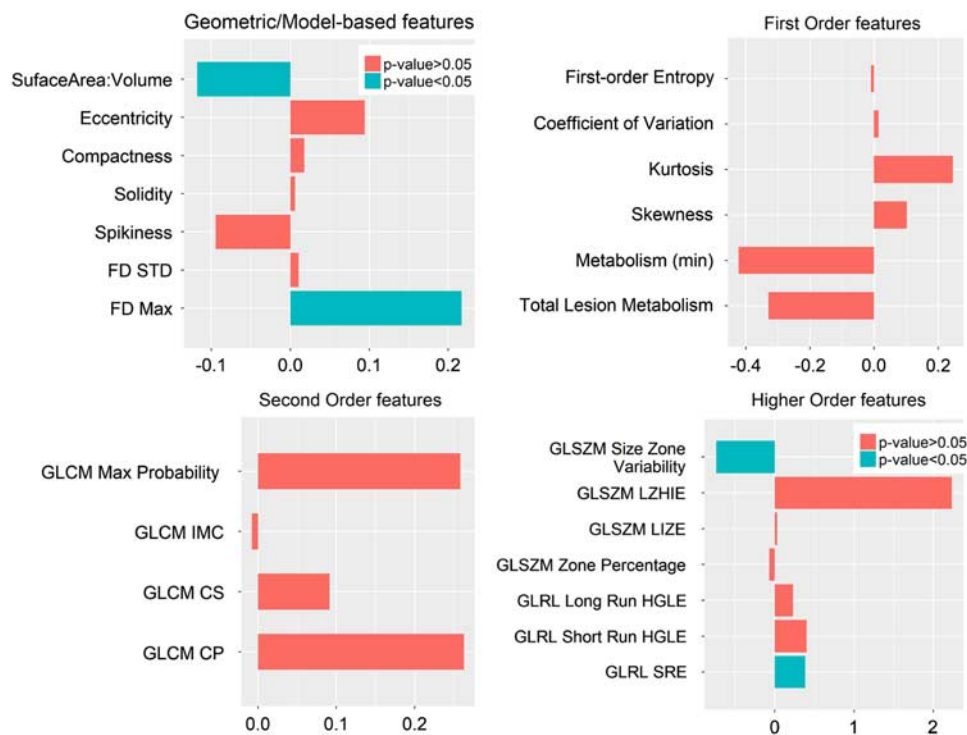 Geometric/Model-based features
p-value>0.05
p-value<0.05
SufaceArea:Volume
Eccentricity
Compactness
Solidity
Spikiness
FD STD
FD Max
-0.1
0.0
0.1
0.2
First Order features
First-order Entropy
Coefficient of Variation
Kurtosis
Skewness
Metabolism (min)
Total Lesion Metabolism
-0.4
-0.2
0.0
0.2
Second Order features
GLCM Max Probability
GLCM IMC
GLCM CS
GLCM CP
0.0
0.1
0.2
Higher Order features
p-value>0.05
p-value<0.05
GLSZM Size Zone
Variability
GLSZM LZHIE
GLSZM LIZE
GLSZM Zone Percentage
GLRL Long Run HGLE
GLRL Short Run HGLE
GLRL SRE
0
1
2